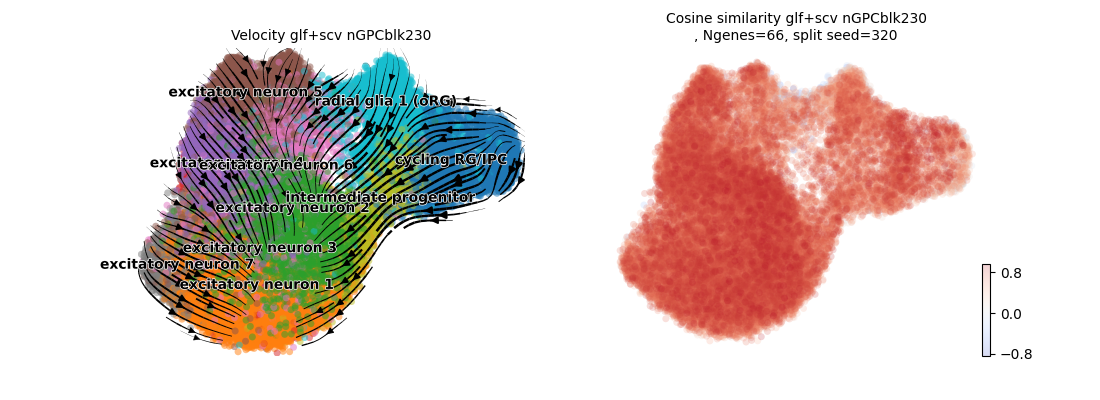 Velocity glf+scv nGPCblk230
excitatory neuron 5
radial glia 1 (oRG)
cycling RG/IPC
excitatory neuron 6
intermediate progenitor
excitatory neuron 2
excitatory neuron 3
excitatory neuron 7
excitatory neuron 1
Cosine similarity glf+scv nGPCblk230
, Ngenes=66, split seed=320
0.8
0.0
−0.8